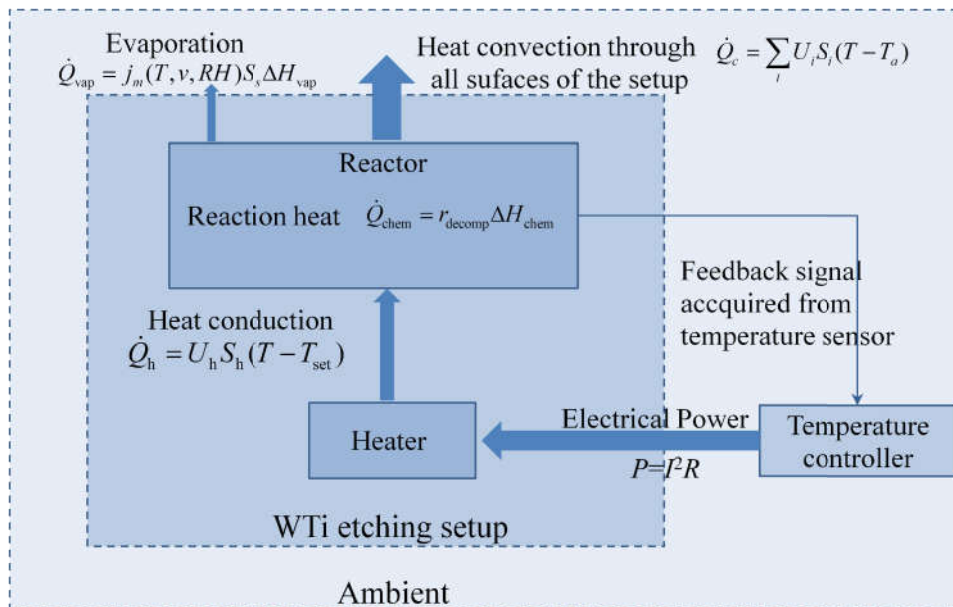 Evaporation
Q̇vap = jm(T, v, RH)SsΔHvap
Heat convection through
all sufaces of the setup
Q̇c = ∑i UiSi(T − Ta)
Reactor
Reaction heat Q̇chem = rdecompΔHchem
Feedback signal
accquired from
temperature sensor
Heat conduction
Q̇h = UhSh(T − Tset)
Heater
Electrical Power
P=I²R
Temperature
controller
WTi etching setup
Ambient